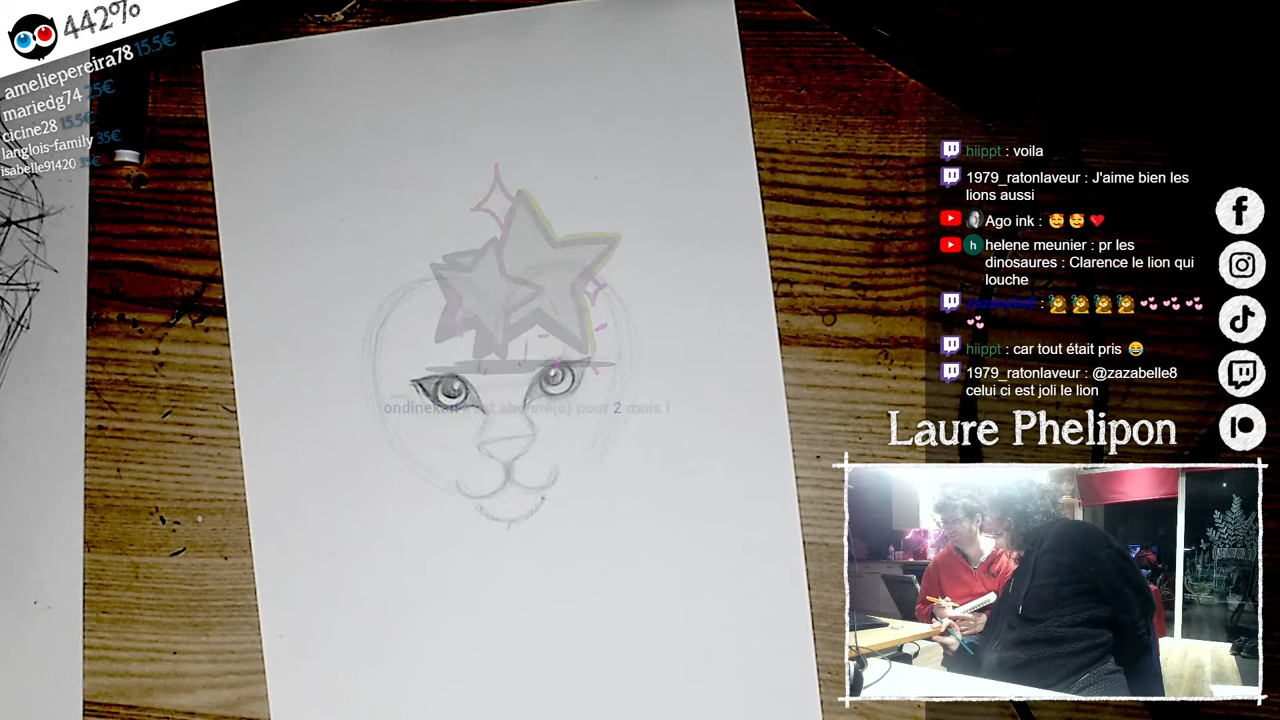 442%
ameliepereira78 15.5€
mariedg74 25€
cicine28 15.5€
langlois-family 35€
isabelle91420 35€
hiippt : voila
1979_ratonlaveur : J'aime bien les
lions aussi
Ago ink : 🥰 🥰 ❤️
helene meunier : pr les
dinosaures : Clarence le lion qui
louche
zazabelle8 :
hiippt : car tout était pris 😂
1979_ratonlaveur : @zazabelle8
celui ci est joli le lion
abonné(s) pour 2 mois !
Laure Phelipon